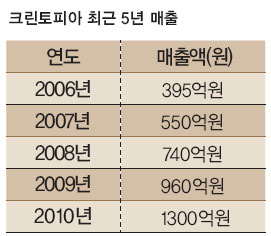 크린토피아 최근 5년 매출
연도 매출액(원)
2006년 395억원
2007년 550억원
2008년 740억원
2009년 960억원
2010년 1300억원